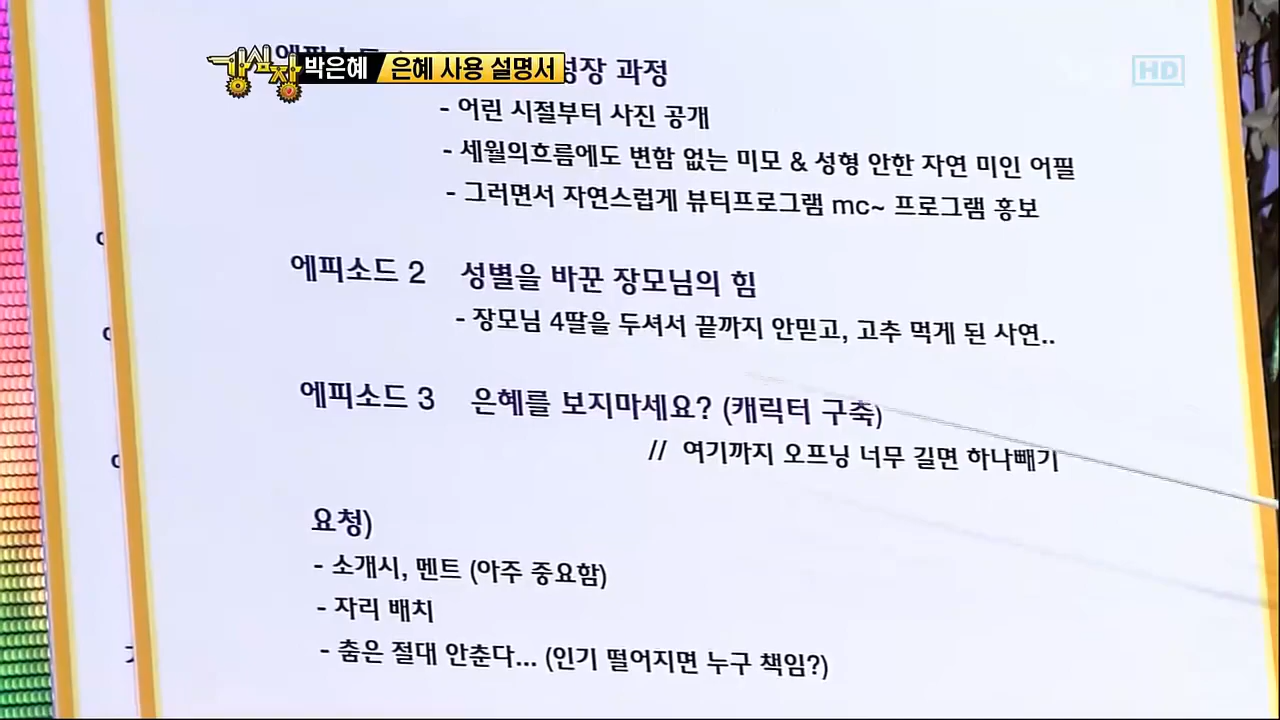 강심장 박은혜 은혜 사용 설명서
HD
성장 과정
- 어린 시절부터 사진 공개
- 세월의흐름에도 변함 없는 미모 & 성형 안한 자연 미인 어필
- 그러면서 자연스럽게 뷰티프로그램 mc~ 프로그램 홍보
에피소드 2 성별을 바꾼 장모님의 힘
- 장모님 4딸을 두셔서 끝까지 안믿고, 고추 먹게 된 사연..
에피소드 3 은혜를 보지마세요? (캐릭터 구축)
// 여기까지 오프닝 너무 길면 하나빼기
요청)
- 소개시, 멘트 (아주 중요함)
- 자리 배치
- 춤은 절대 안춘다... (인기 떨어지면 누구 책임?)